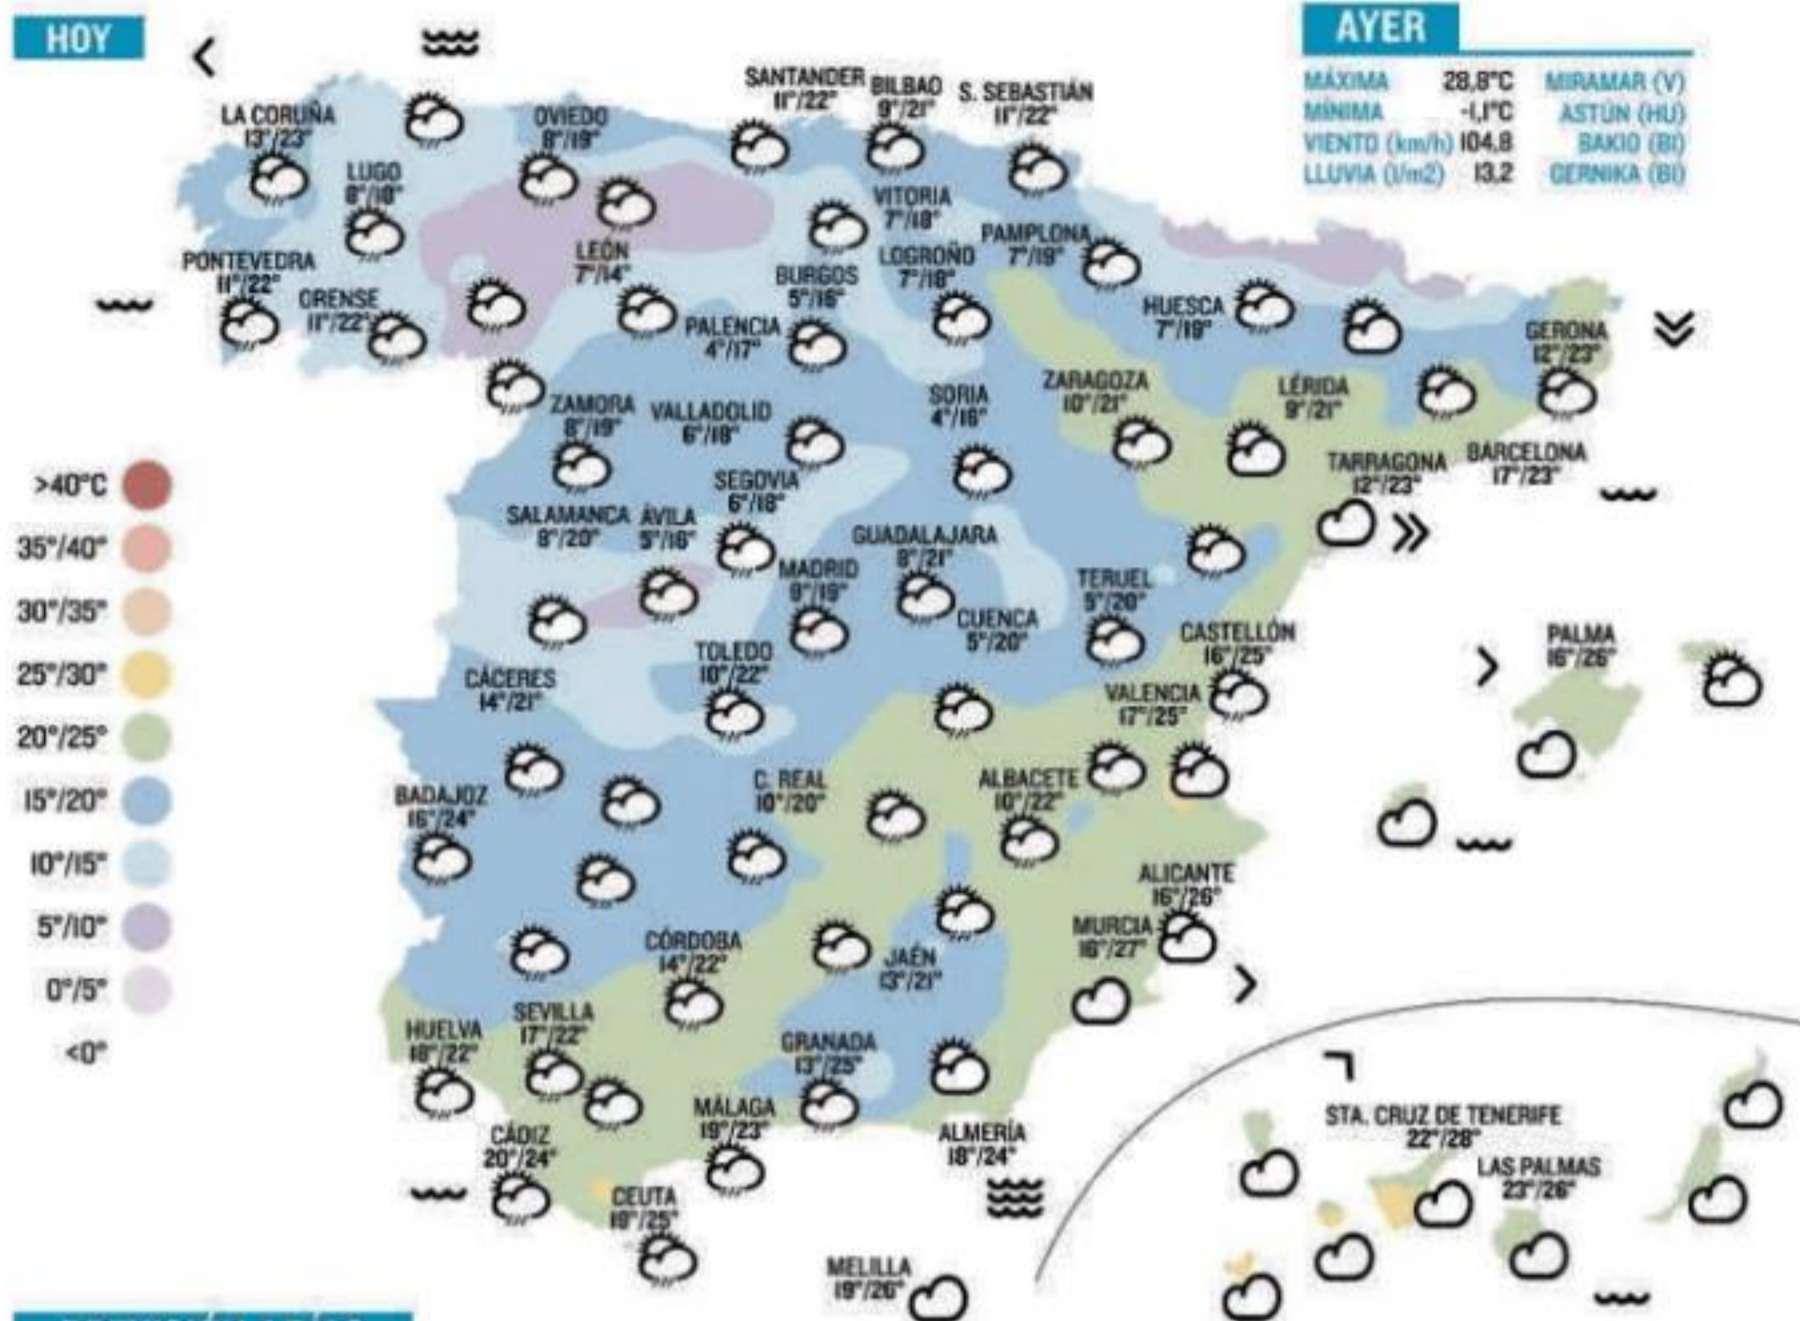 HOY
AYER
MÁXIMA 28,8°C MIRAMAR (V)
MÍNIMA -1,1°C ASTÚN (HU)
VIENTO (km/h) 104,8 BAKIO (BI)
LLUVIA (l/m2) 13,2 GERNIKA (BI)
SANTANDER
11°/22°
BILBAO
9°/21°
S. SEBASTIÁN
11°/22°
LA CORUÑA
13°/23°
OVIEDO
8°/19°
LUGO
8°/18°
VITORIA
7°/18°
PAMPLONA
7°/19°
LEÓN
7°/14°
LOGROÑO
7°/18°
PONTEVEDRA
11°/22°
BURGOS
5°/16°
ORENSE
11°/22°
HUESCA
7°/19°
PALENCIA
4°/17°
GERONA
12°/23°
ZARAGOZA
10°/21°
LÉRIDA
9°/21°
SORIA
4°/16°
ZAMORA
8°/19°
VALLADOLID
6°/18°
BARCELONA
17°/23°
TARRAGONA
12°/23°
SEGOVIA
6°/18°
SALAMANCA
8°/20°
ÁVILA
5°/16°
GUADALAJARA
8°/21°
MADRID
9°/19°
TERUEL
5°/20°
CUENCA
5°/20°
CASTELLÓN
16°/25°
PALMA
16°/26°
TOLEDO
10°/22°
CÁCERES
14°/21°
VALENCIA
17°/25°
C. REAL
10°/20°
ALBACETE
10°/22°
BADAJOZ
16°/24°
ALICANTE
16°/26°
MURCIA
16°/27°
CÓRDOBA
14°/22°
JAÉN
13°/21°
SEVILLA
17°/22°
HUELVA
18°/22°
GRANADA
13°/25°
MÁLAGA
19°/23°
CÁDIZ
20°/24°
ALMERÍA
18°/24°
CEUTA
19°/25°
MELILLA
19°/26°
STA. CRUZ DE TENERIFE
22°/28°
LAS PALMAS
23°/26°
>40°C
35°/40°
30°/35°
25°/30°
20°/25°
15°/20°
10°/15°
5°/10°
0°/5°
<0°